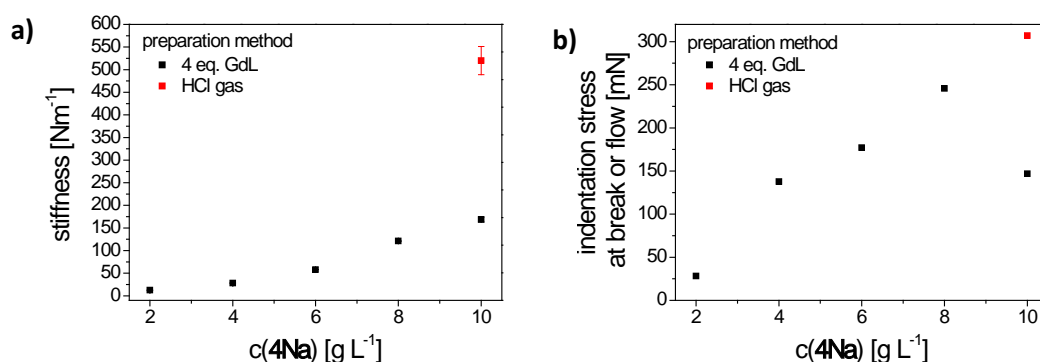 a)
600
550
500
450
400
350
300
250
200
150
100
50
0
stiffness [Nm⁻¹]
preparation method
4 eq. GdL
HCl gas
2 4 6 8 10
c(4Na) [g L⁻¹]
b)
300
250
200
150
100
50
0
indentation stress
at break or flow [mN]
preparation method
4 eq. GdL
HCl gas
2 4 6 8 10
c(4Na) [g L⁻¹]